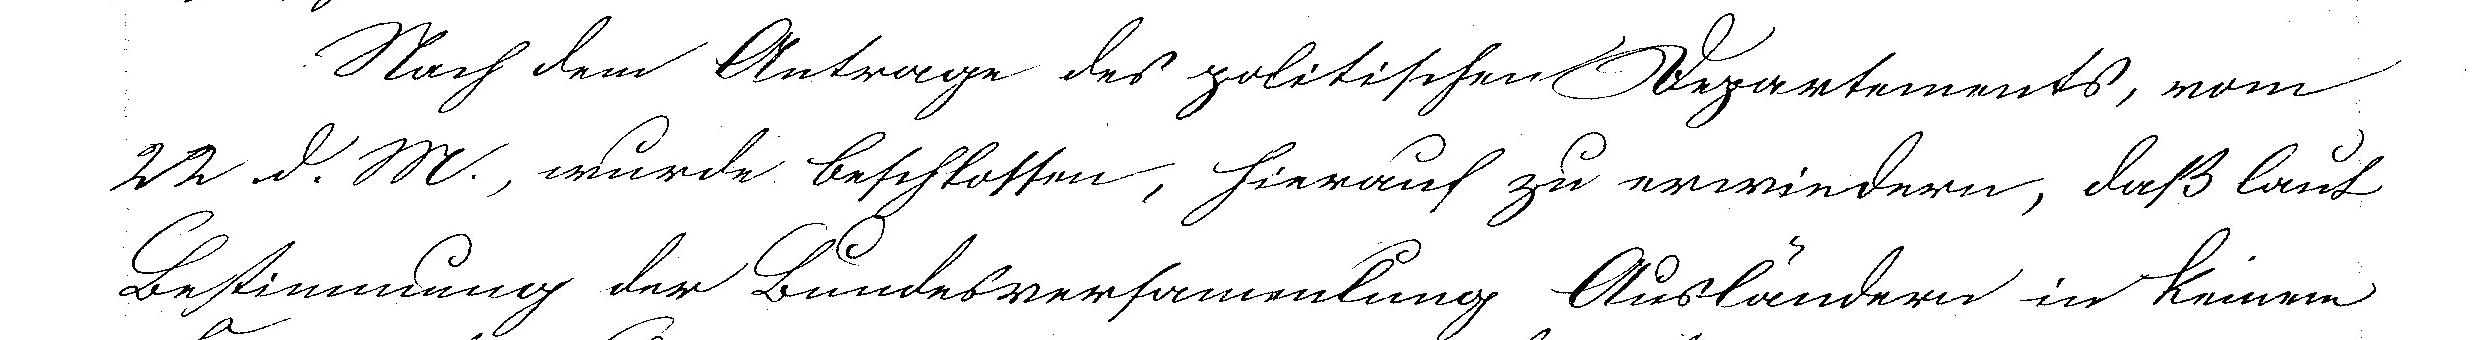 Nach dem Antrage des politischen Departements, vom
22 d. M., wurde beschlossen, hierauf zu erwiedern, daß laut
Bestimmung der Bundesversammlung Ausländern in keinem